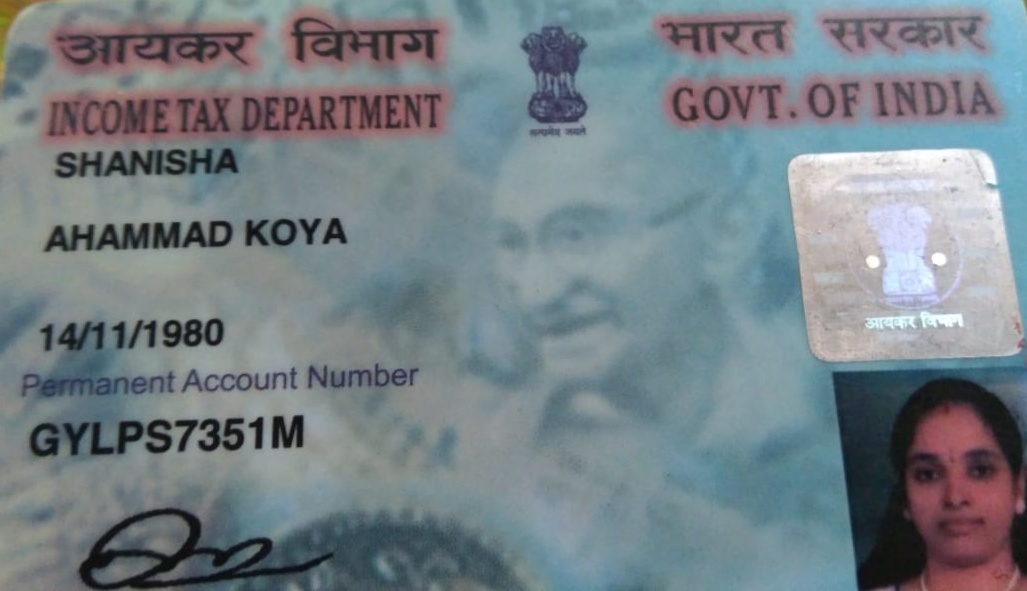 आयकर विभाग
भारत सरकार
INCOME TAX DEPARTMENT
GOVT. OF INDIA
सत्यमेव जयते
SHANISHA
AHAMMAD KOYA
14/11/1980
Permanent Account Number
GYLPS7351M
आयकर विभाग